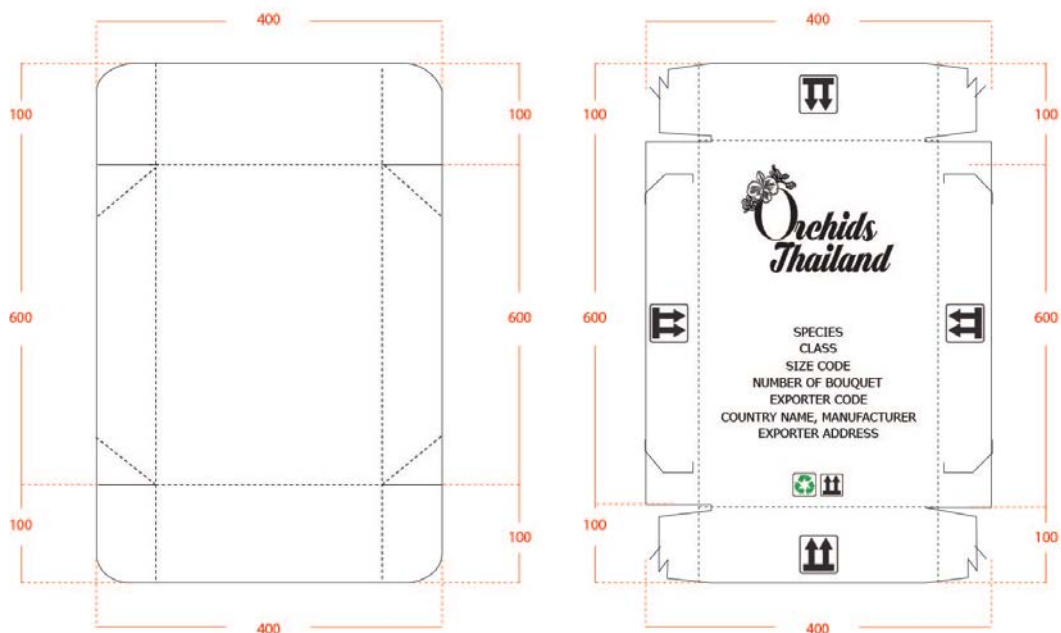 400
400
100
100
100
100
Orchids
Thailand
600
600
600
600
SPECIES
CLASS
SIZE CODE
NUMBER OF BOUQUET
EXPORTER CODE
COUNTRY NAME, MANUFACTURER
EXPORTER ADDRESS
100
100
100
100
400
400